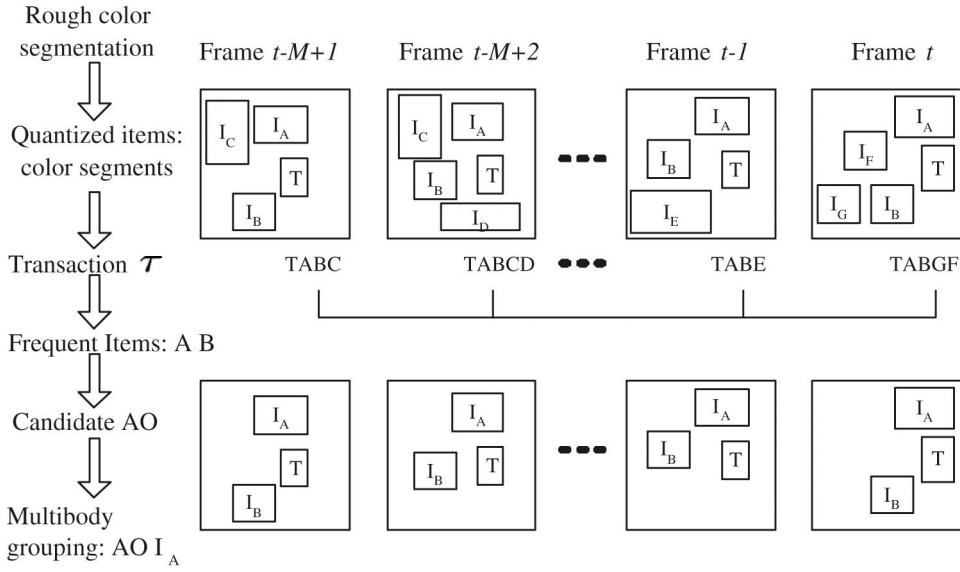 Rough color
segmentation
Quantized items:
color segments
Transaction 𝝉
Frequent Items: A B
Candidate AO
Multibody
grouping: AO I_A
Frame t-M+1
Frame t-M+2
Frame t-1
Frame t
I_C
I_A
T
I_B
I_C
I_A
I_B
T
I_D
I_A
I_B
T
I_E
I_A
I_F
T
I_G
I_B
TABC
TABCD
TABE
TABGF
I_A
T
I_B
I_A
I_B
T
I_A
I_B
T
I_A
T
I_B